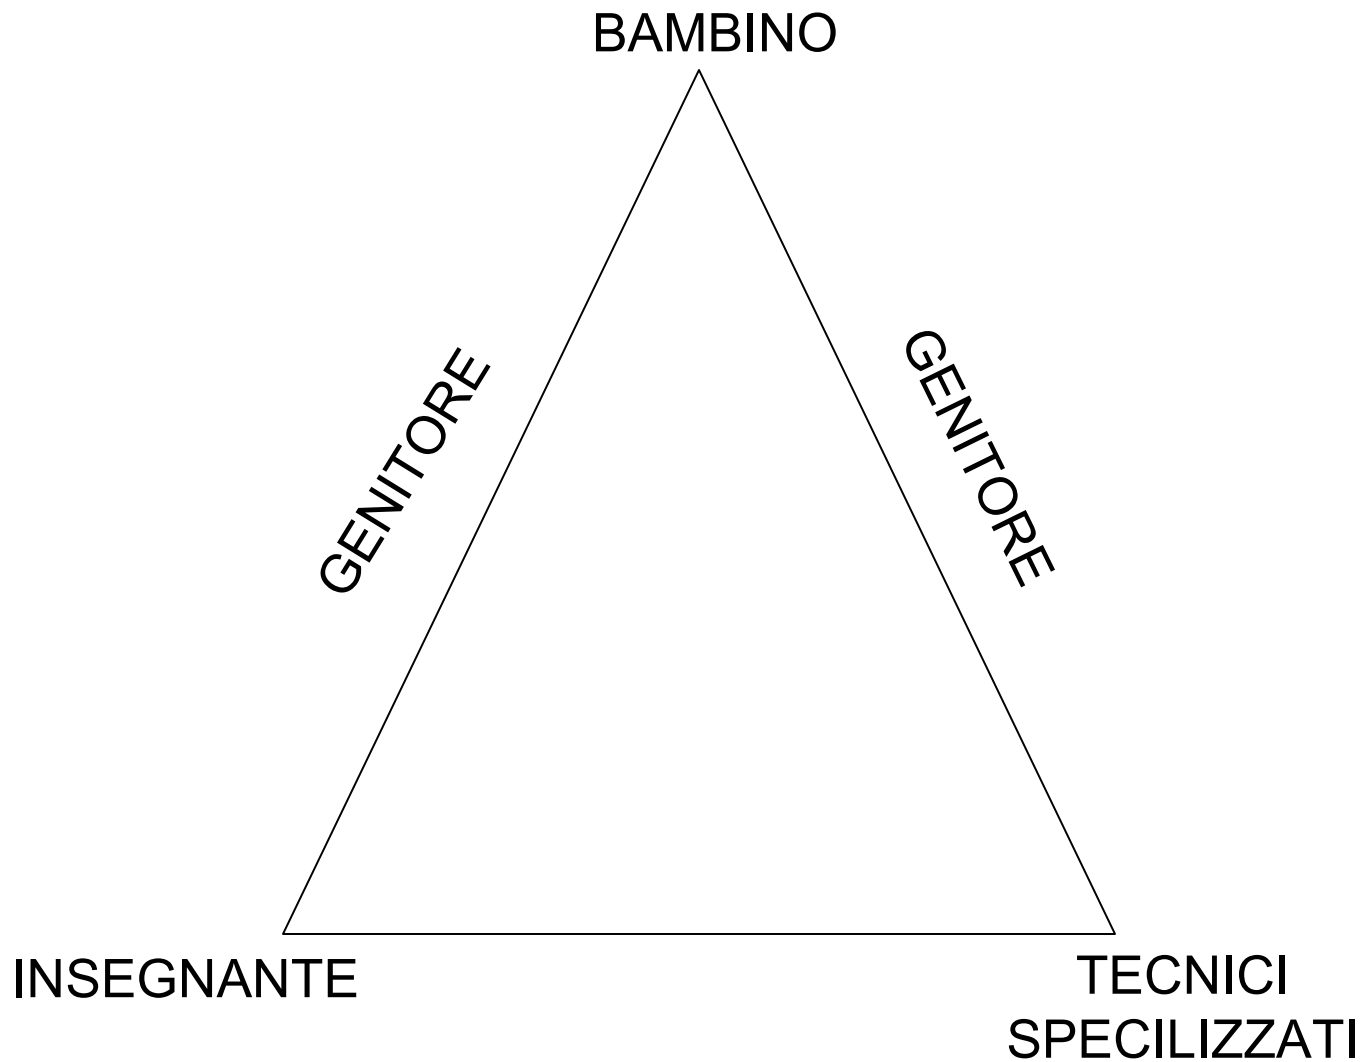 BAMBINO
GENITORE
GENITORE
INSEGNANTE
TECNICI
SPECILIZZATI